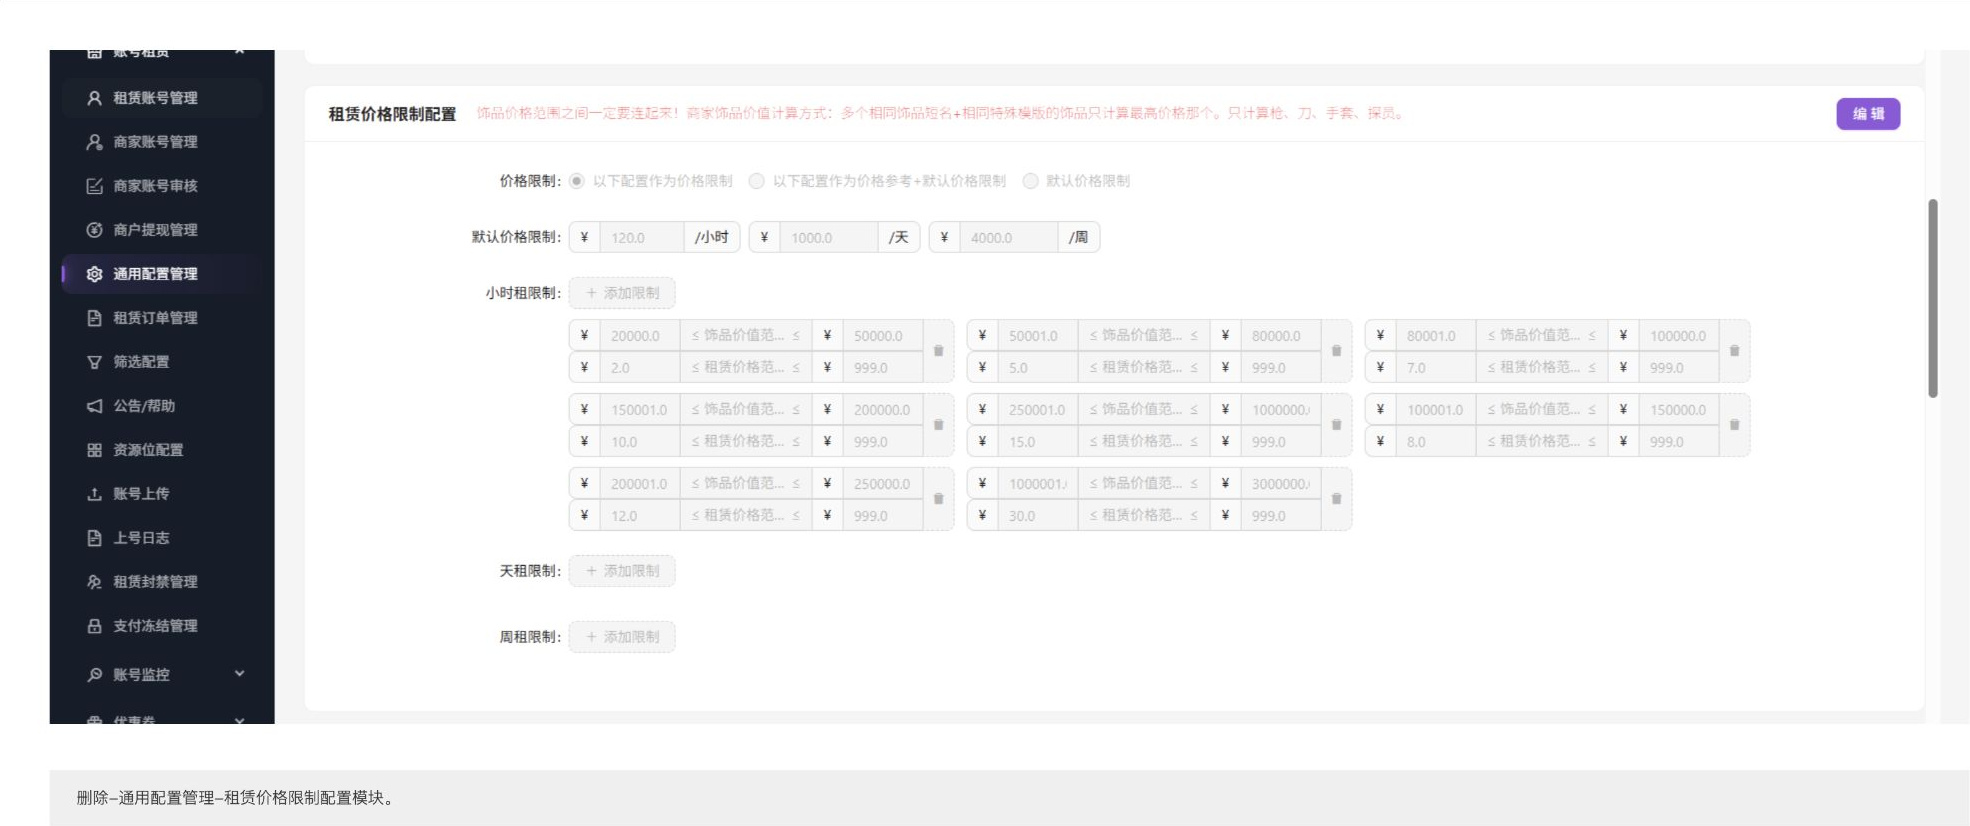 账号租赁
租赁账号管理
商家账号管理
商家账号审核
商户提现管理
通用配置管理
租赁订单管理
筛选配置
公告/帮助
资源位配置
账号上传
上号日志
租赁封禁管理
支付冻结管理
账号监控
优惠券
租赁价格限制配置 饰品价格范围之间一定要连起来！商家饰品价值计算方式：多个相同饰品短名+相同特殊模版的饰品只计算最高价格那个。只计算枪、刀、手套、探员。 编辑
价格限制: 以下配置作为价格限制 以下配置作为价格参考+默认价格限制 默认价格限制
默认价格限制: ¥ 120.0 /小时 ¥ 1000.0 /天 ¥ 4000.0 /周
小时租限制: + 添加限制
¥ 20000.0 ≤ 饰品价值范... ≤ ¥ 50000.0 ¥ 50001.0 ≤ 饰品价值范... ≤ ¥ 80000.0 ¥ 80001.0 ≤ 饰品价值范... ≤ ¥ 100000.0
¥ 2.0 ≤ 租赁价格范... ≤ ¥ 999.0 ¥ 5.0 ≤ 租赁价格范... ≤ ¥ 999.0 ¥ 7.0 ≤ 租赁价格范... ≤ ¥ 999.0
¥ 150001.0 ≤ 饰品价值范... ≤ ¥ 200000.0 ¥ 250001.0 ≤ 饰品价值范... ≤ ¥ 1000000. ¥ 100001.0 ≤ 饰品价值范... ≤ ¥ 150000.0
¥ 10.0 ≤ 租赁价格范... ≤ ¥ 999.0 ¥ 15.0 ≤ 租赁价格范... ≤ ¥ 999.0 ¥ 8.0 ≤ 租赁价格范... ≤ ¥ 999.0
¥ 200001.0 ≤ 饰品价值范... ≤ ¥ 250000.0 ¥ 1000001. ≤ 饰品价值范... ≤ ¥ 3000000.
¥ 12.0 ≤ 租赁价格范... ≤ ¥ 999.0 ¥ 30.0 ≤ 租赁价格范... ≤ ¥ 999.0
天租限制: + 添加限制
周租限制: + 添加限制
删除–通用配置管理–租赁价格限制配置模块。